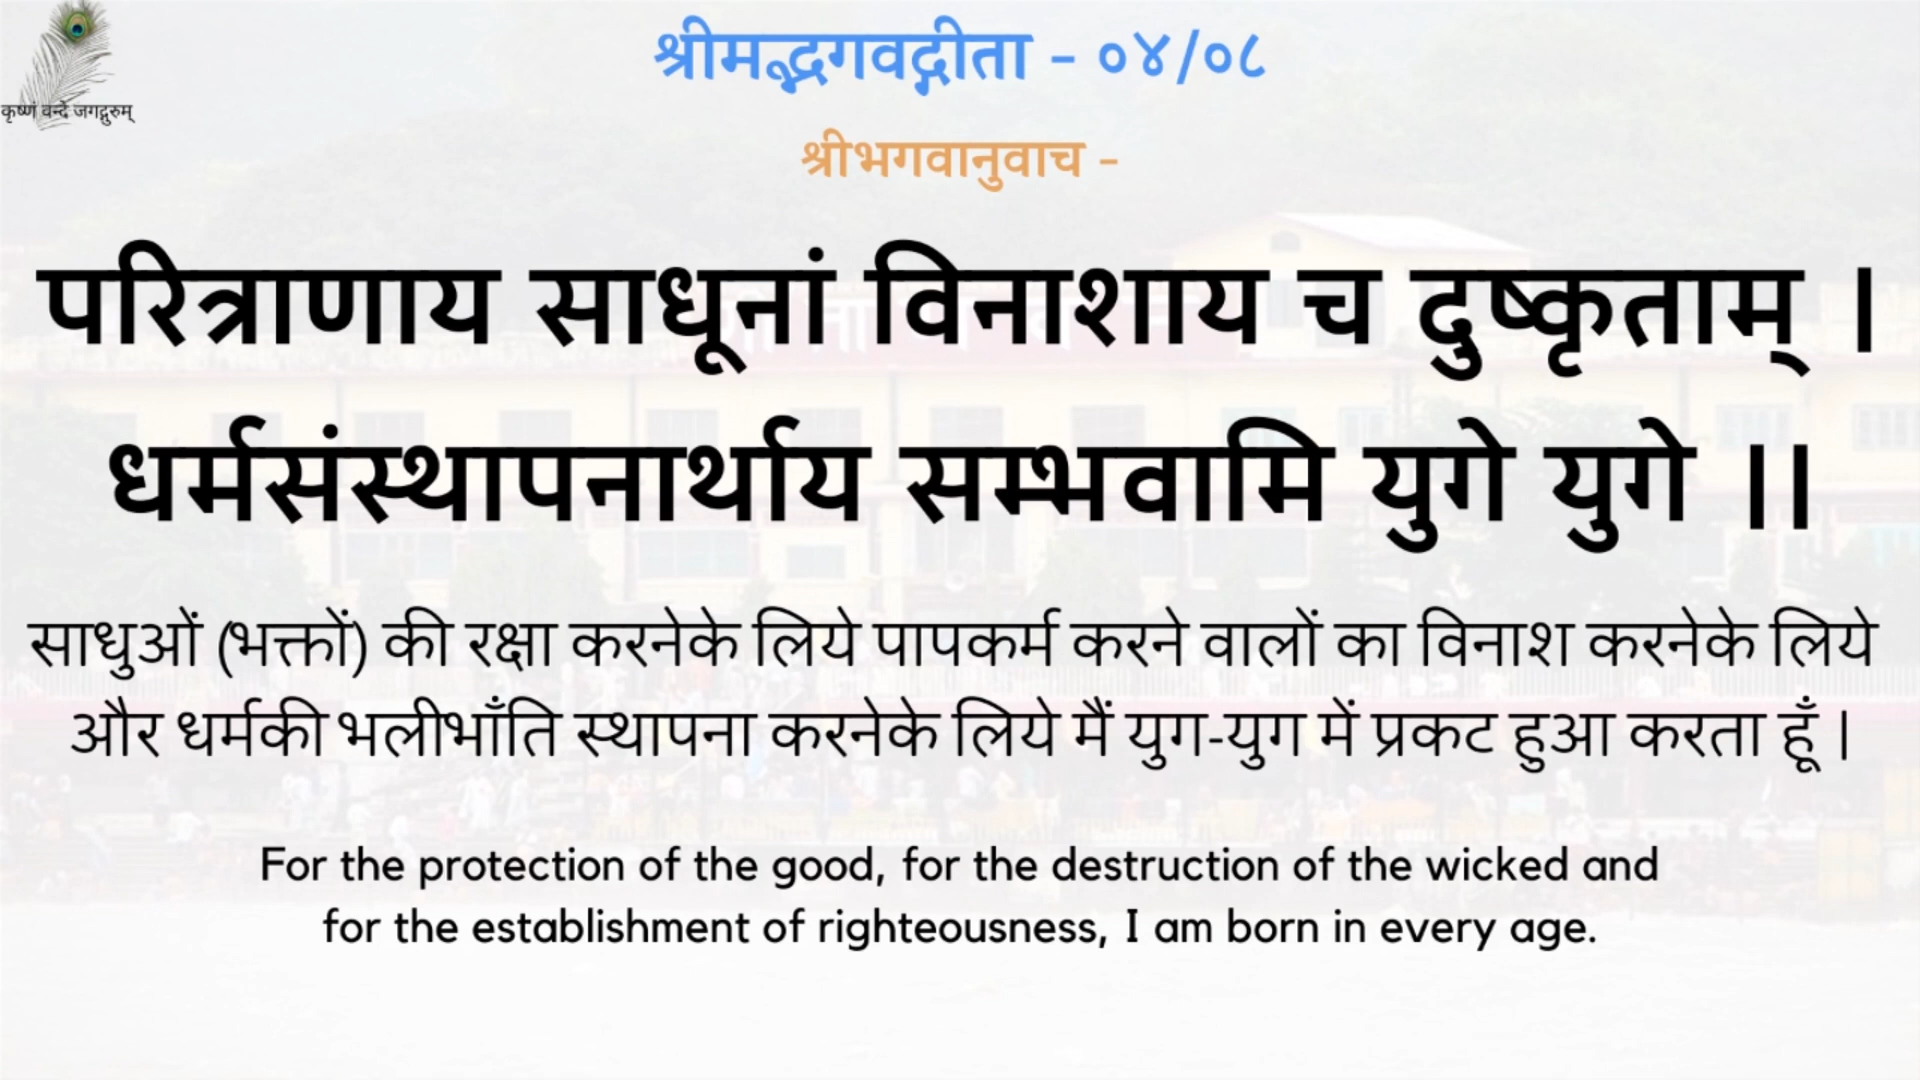 श्रीमद्भगवद्गीता - ०४/०८
कृष्णं वन्दे जगद्गुरुम्
श्रीभगवानुवाच -
परित्राणाय साधूनां विनाशाय च दुष्कृताम् ।
धर्मसंस्थापनार्थाय सम्भवामि युगे युगे ।।
साधुओं (भक्तों) की रक्षा करनेके लिये पापकर्म करने वालों का विनाश करनेके लिये
और धर्मकी भलीभाँति स्थापना करनेके लिये मैं युग-युग में प्रकट हुआ करता हूँ ।
For the protection of the good, for the destruction of the wicked and
for the establishment of righteousness, I am born in every age.